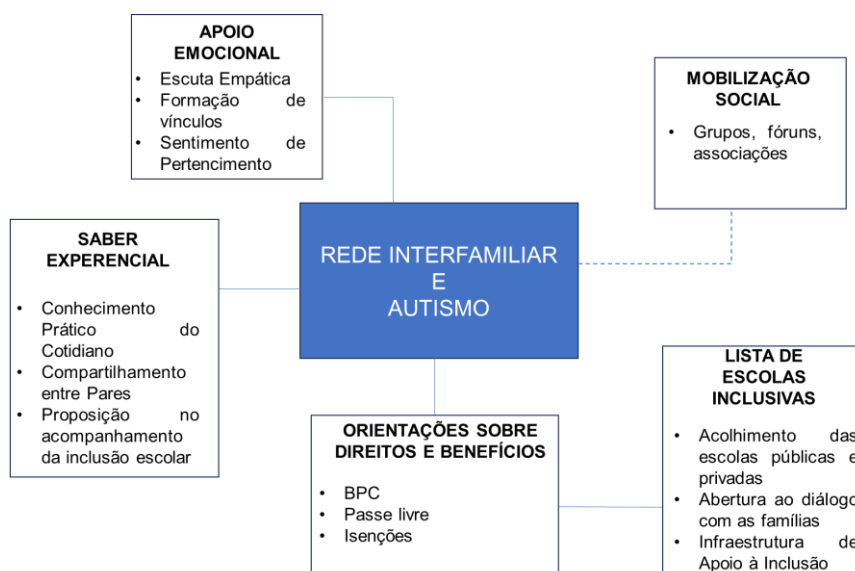 APOIO
EMOCIONAL
• Escuta Empática
• Formação de
vínculos
• Sentimento de
Pertencimento
MOBILIZAÇÃO
SOCIAL
• Grupos, fóruns,
associações
REDE INTERFAMILIAR
E
AUTISMO
SABER
EXPERENCIAL
• Conhecimento
Prático do
Cotidiano
• Compartilhamento
entre Pares
• Proposição no
acompanhamento
da inclusão escolar
ORIENTAÇÕES SOBRE
DIREITOS E BENEFÍCIOS
• BPC
• Passe livre
• Isenções
LISTA DE
ESCOLAS
INCLUSIVAS
• Acolhimento das
escolas públicas e
privadas
• Abertura ao diálogo
com as famílias
• Infraestrutura de
Apoio à Inclusão